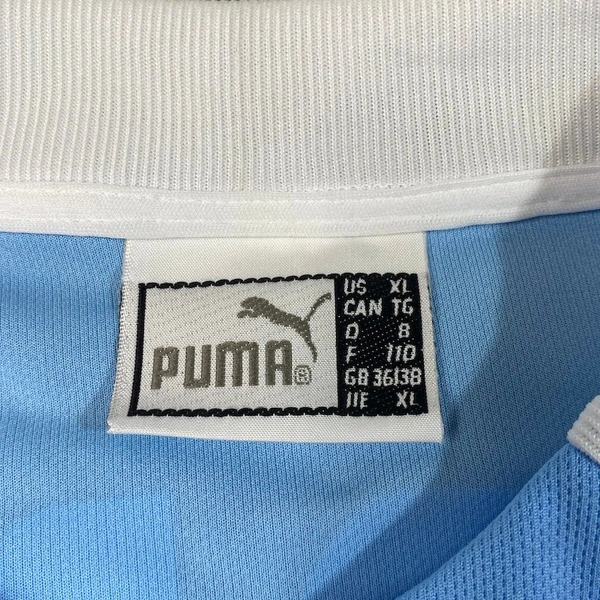 PUMA®
US XL
CAN TG
D 8
F 110
GB 36/38
IIE XL